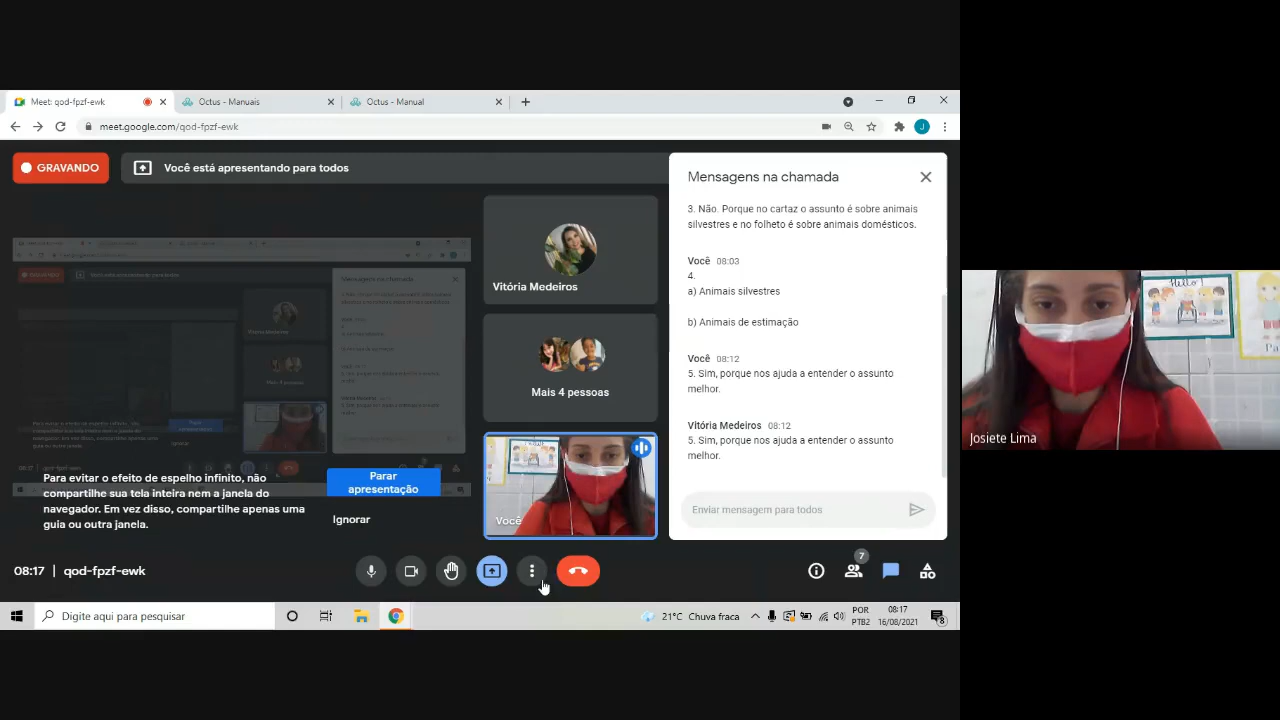 Meet: qod-fpzf-ewk
Octus - Manuais
Octus - Manual
meet.google.com/qod-fpzf-ewk
J
GRAVANDO
Você está apresentando para todos
Vitória Medeiros
Mais 4 pessoas
Você
Para evitar o efeito de espelho infinito, não
compartilhe sua tela inteira nem a janela do
navegador. Em vez disso, compartilhe apenas uma
guia ou outra janela.
Parar
apresentação
Ignorar
Mensagens na chamada
3. Não. Porque no cartaz o assunto é sobre animais
silvestres e no folheto é sobre animais domésticos.
Você 08:03
4.
a) Animais silvestres
b) Animais de estimação
Você 08:12
5. Sim, porque nos ajuda a entender o assunto
melhor.
Vitória Medeiros 08:12
5. Sim, porque nos ajuda a entender o assunto
melhor.
Enviar mensagem para todos
08:17 | qod-fpzf-ewk
7
Digite aqui para pesquisar
21°C Chuva fraca
POR
PTB2
08:17
16/08/2021
8
Hello
Josiete Lima